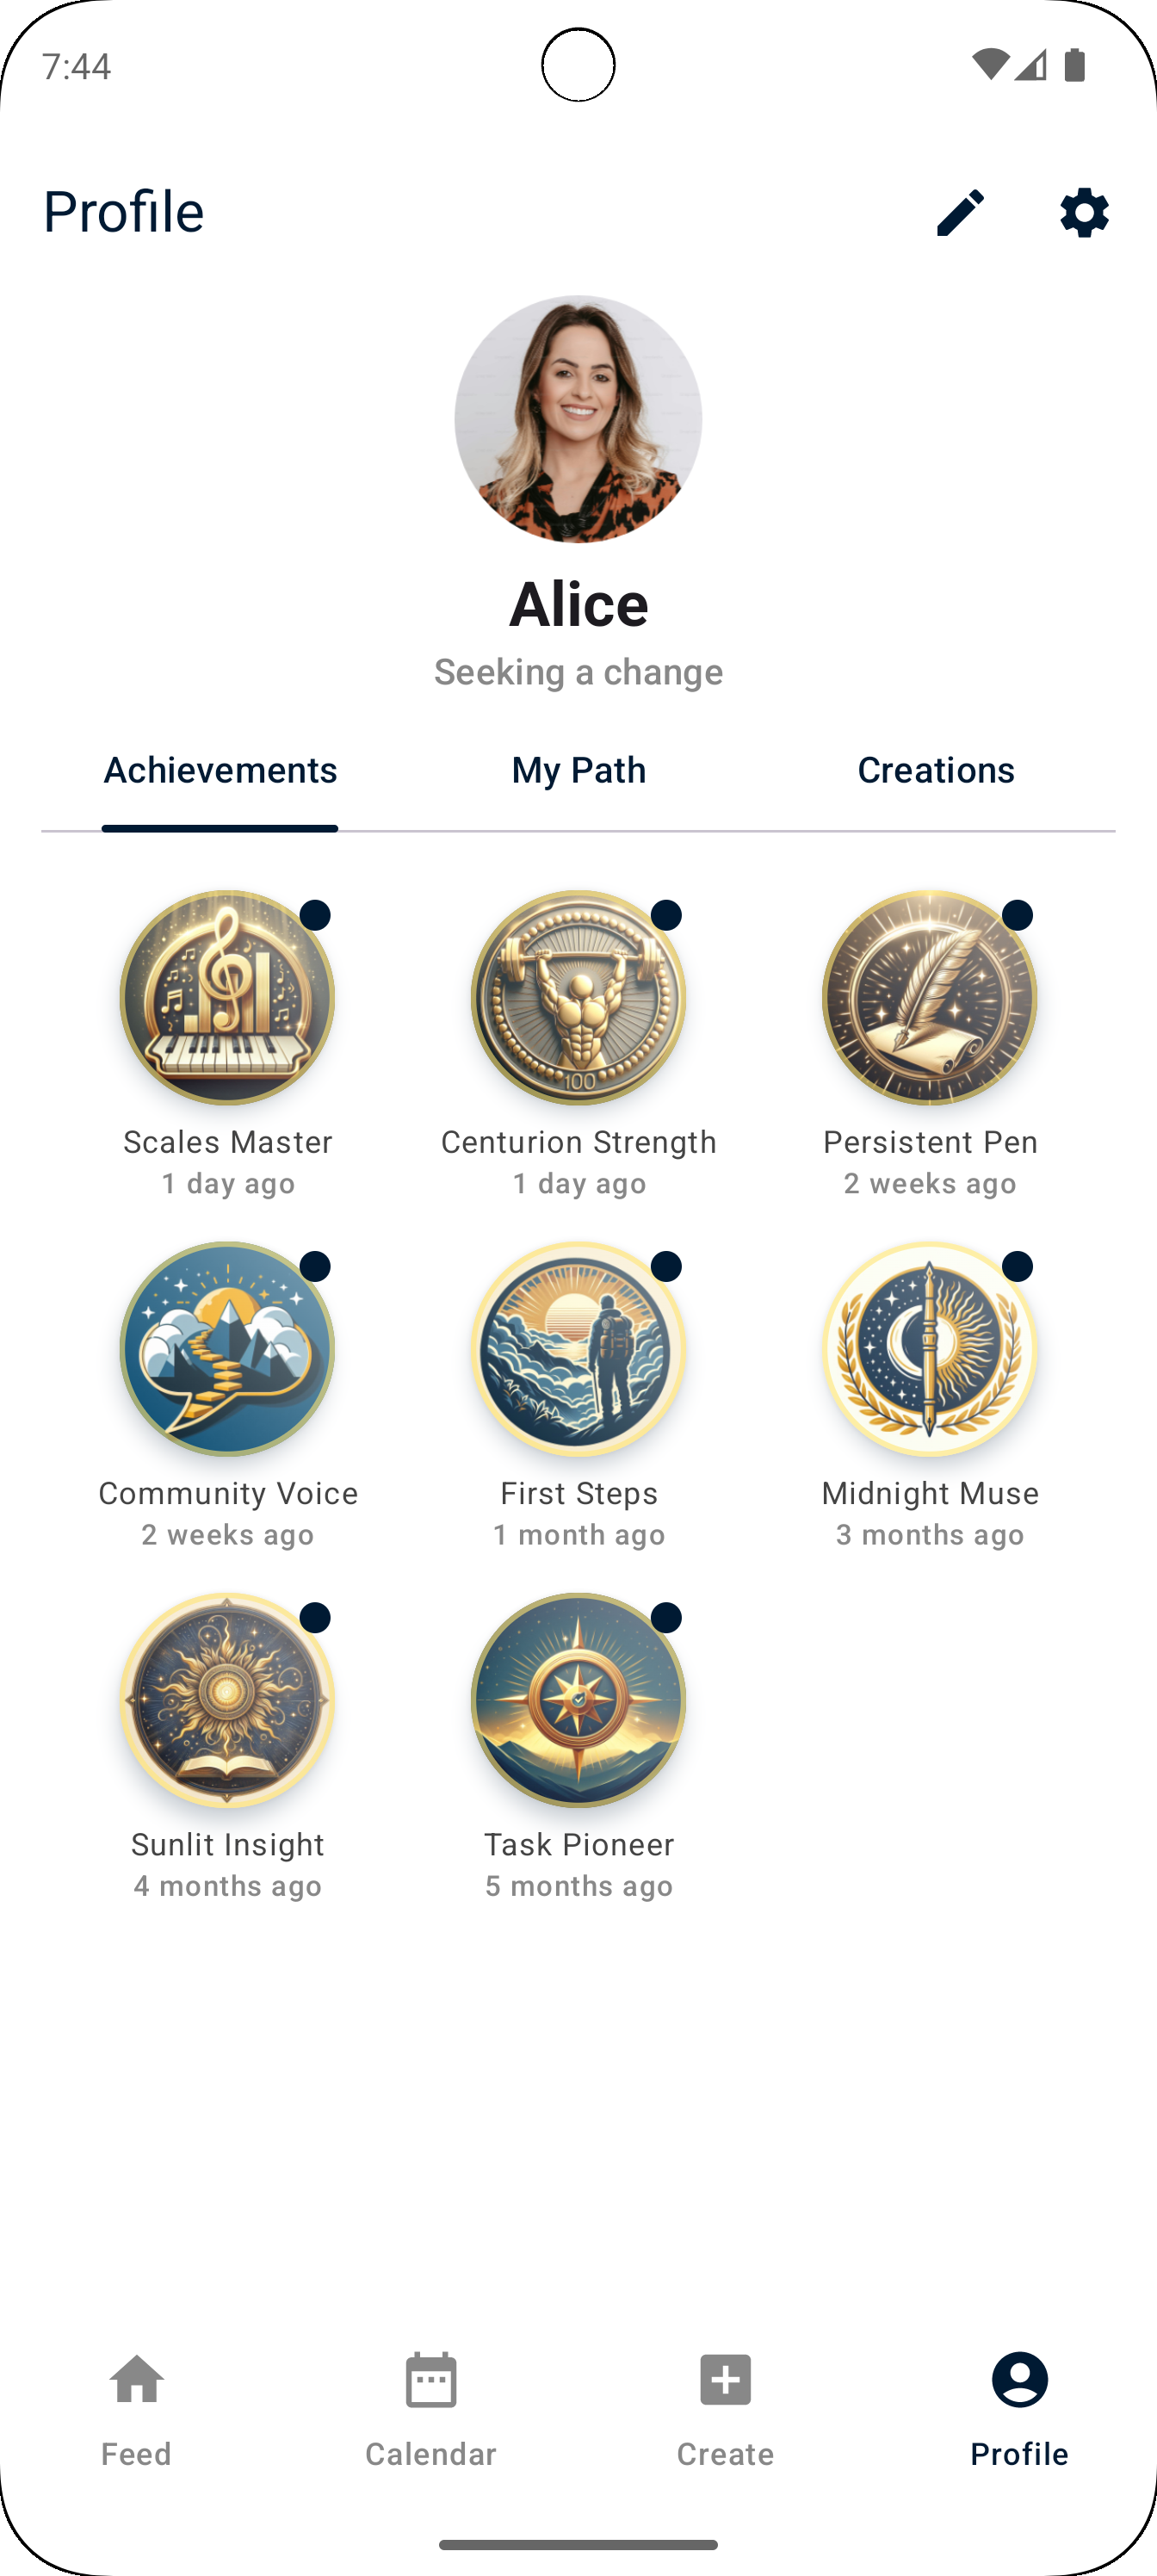 7:44
Profile
Alice
Seeking a change
Achievements My Path Creations
100
Scales Master Centurion Strength Persistent Pen
1 day ago 1 day ago 2 weeks ago
Community Voice First Steps Midnight Muse
2 weeks ago 1 month ago 3 months ago
Sunlit Insight Task Pioneer
4 months ago 5 months ago
Feed Calendar Create Profile